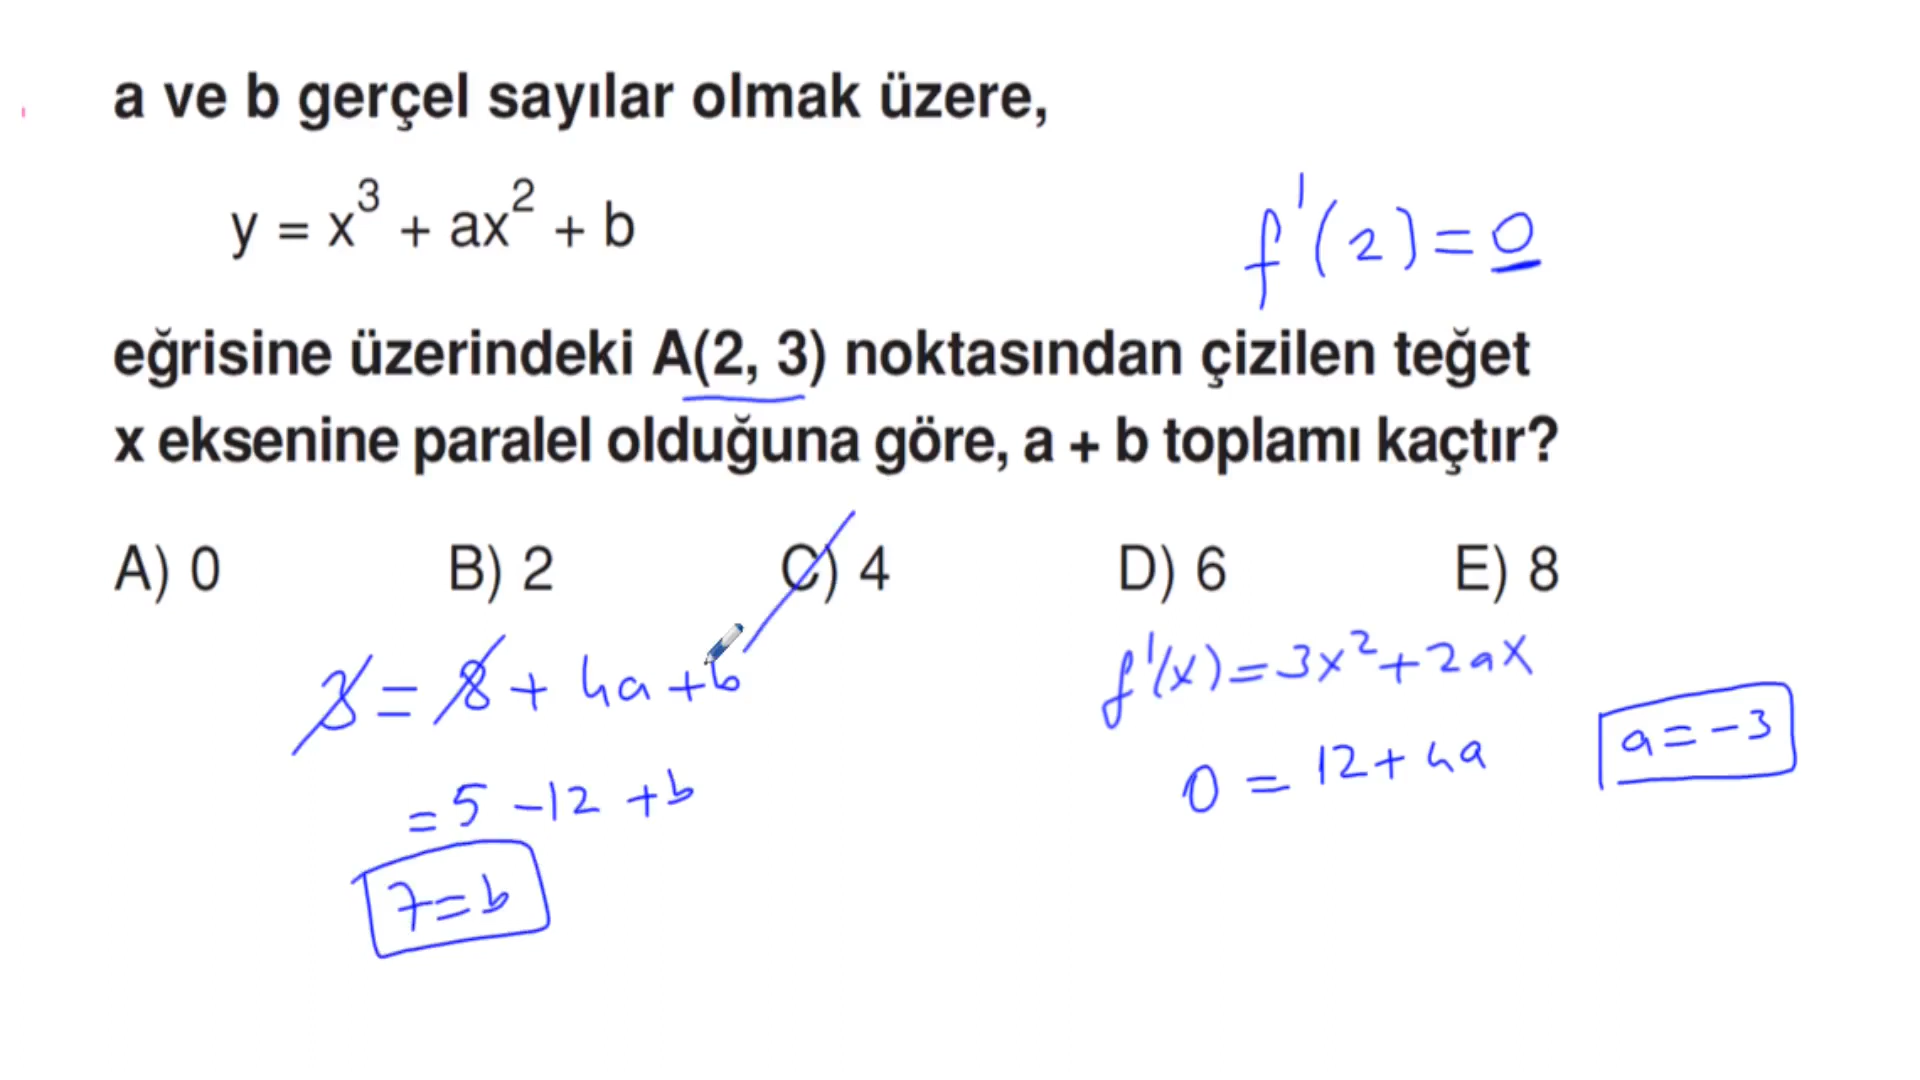 a ve b gerçel sayılar olmak üzere,
y = x³ + ax² + b
f'(2) = 0
eğrisine üzerindeki A(2, 3) noktasından çizilen teğet
x eksenine paralel olduğuna göre, a + b toplamı kaçtır?
A) 0 B) 2 C) 4 D) 6 E) 8
3 = 8 + 4a + b
f'(x) = 3x² + 2ax
0 = 12 + 4a
a = -3
= 5 - 12 + b
7 = b